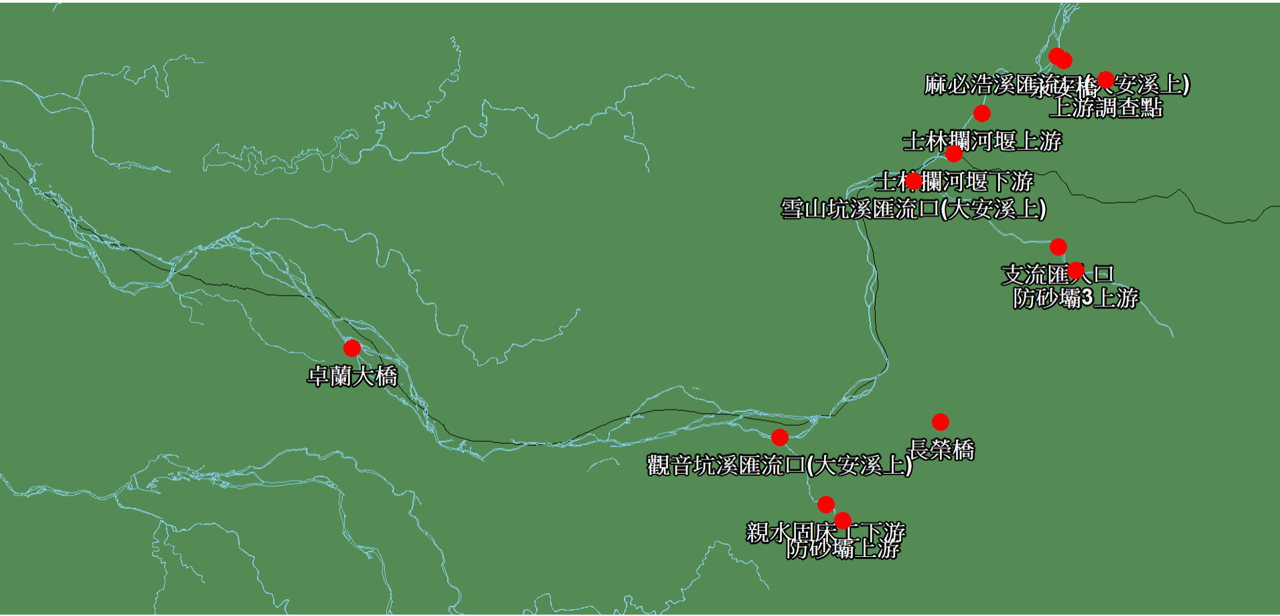 麻必浩溪匯流口(大安溪上)
永安橋
上游調查點
士林攔河堰上游
士林攔河堰下游
雪山坑溪匯流口(大安溪上)
支流匯入口
防砂壩3上游
卓蘭大橋
長榮橋
觀音坑溪匯流口(大安溪上)
親水固床工下游
防砂壩上游